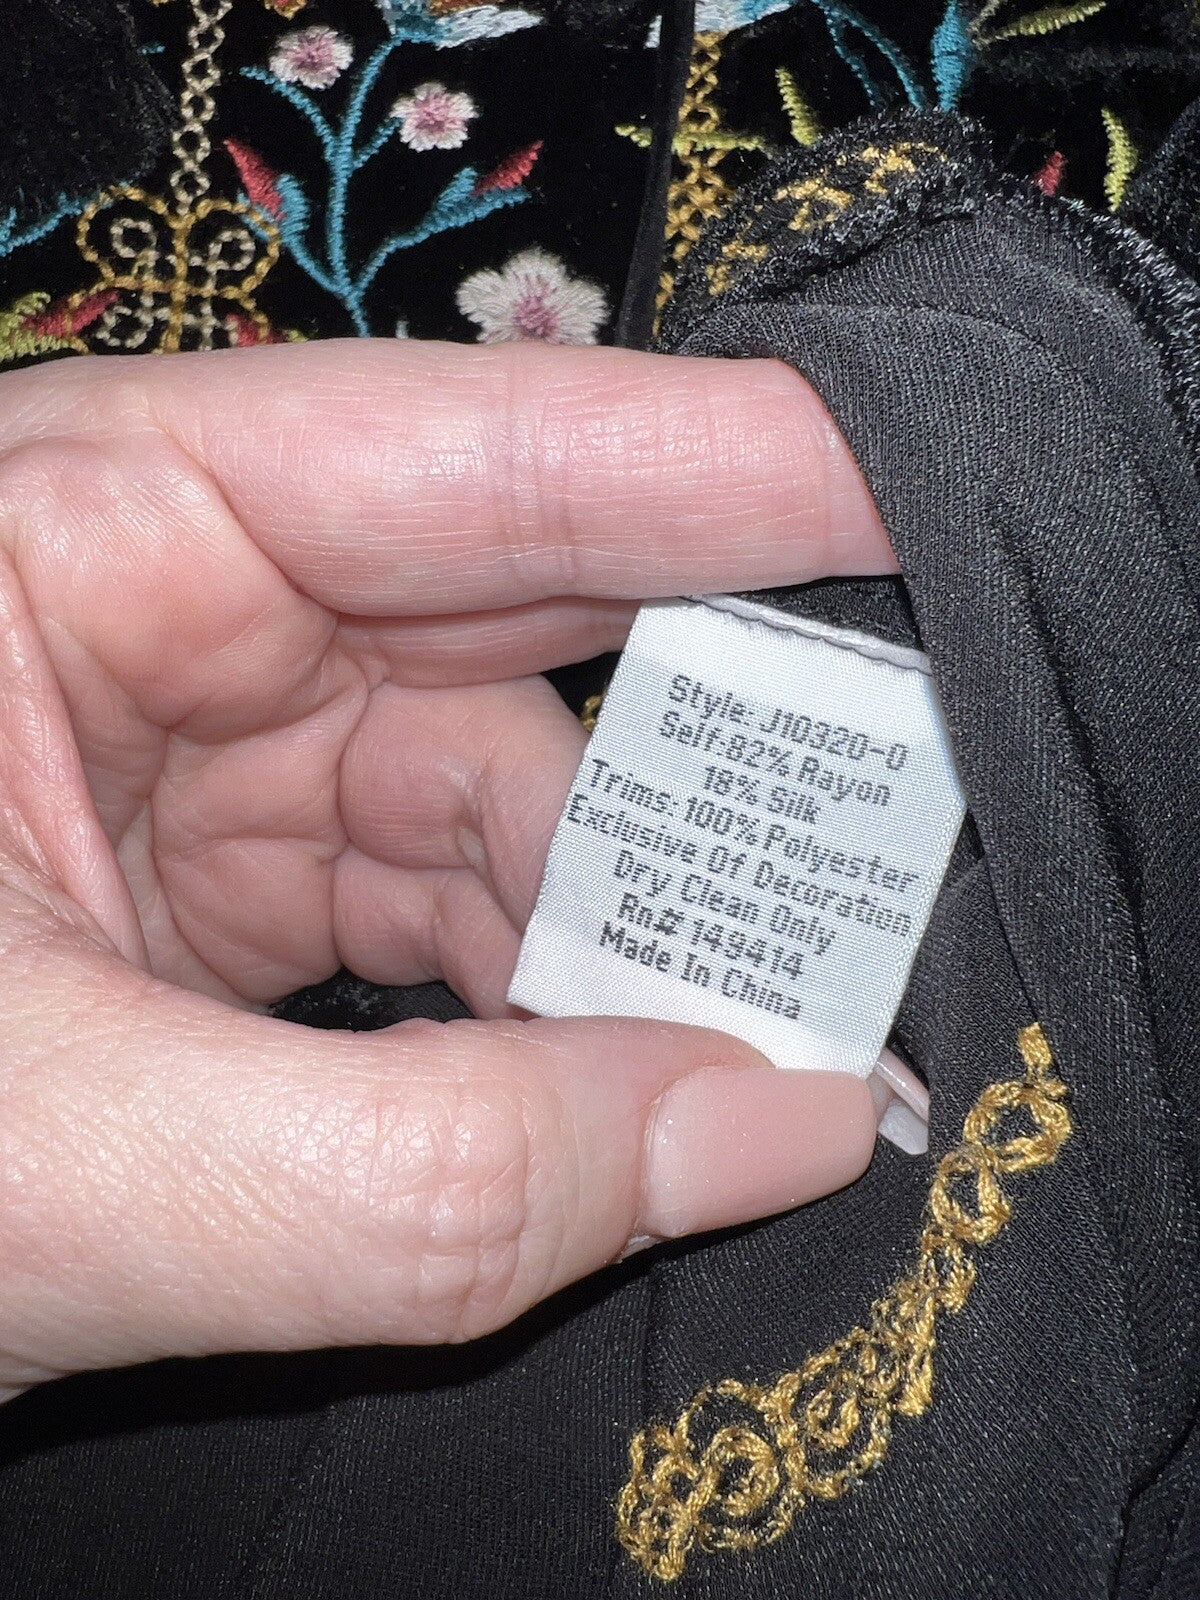 Style: J10320-0
Self:82% Rayon
18% Silk
Trims: 100% Polyester
Exclusive Of Decoration
Dry Clean Only
Rn# 149414
Made In China